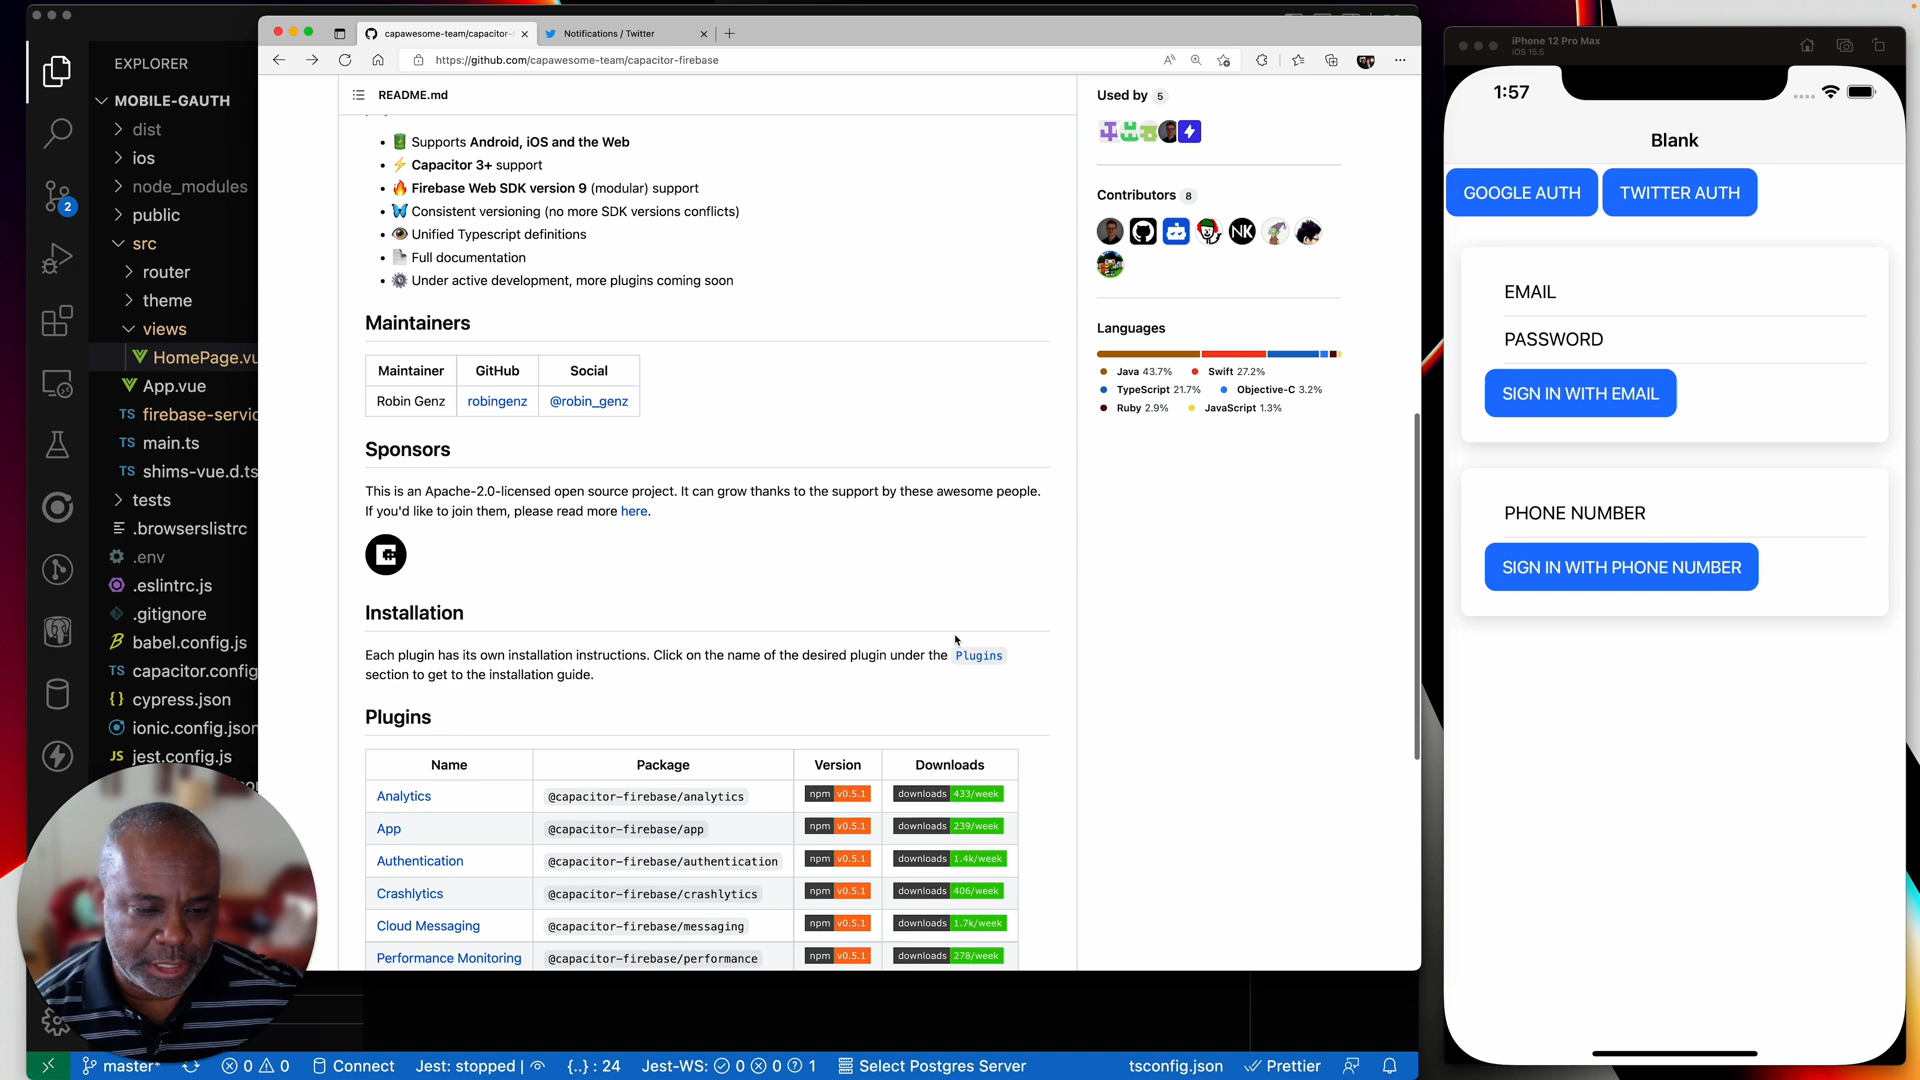 EXPLORER
MOBILE-GAUTH
dist
ios
node_modules
public
src
router
theme
views
HomePage.vu
App.vue
TS firebase-servic
TS main.ts
TS shims-vue.d.ts
tests
.browserslistrc
.env
.eslintrc.js
.gitignore
babel.config.js
TS capacitor.config
{} cypress.json
ionic.config.json
JS jest.config.js
2
capawesome-team/capacitor-
Notifications / Twitter
https://github.com/capawesome-team/capacitor-firebase
README.md
Supports Android, iOS and the Web
Capacitor 3+ support
Firebase Web SDK version 9 (modular) support
Consistent versioning (no more SDK versions conflicts)
Unified Typescript definitions
Full documentation
Under active development, more plugins coming soon
Maintainers
Maintainer GitHub Social
Robin Genz robingenz @robin_genz
Sponsors
This is an Apache-2.0-licensed open source project. It can grow thanks to the support by these awesome people.
If you'd like to join them, please read more here.
Installation
Each plugin has its own installation instructions. Click on the name of the desired plugin under the Plugins
section to get to the installation guide.
Plugins
Name Package Version Downloads
Analytics @capacitor-firebase/analytics npm v0.5.1 downloads 433/week
App @capacitor-firebase/app npm v0.5.1 downloads 239/week
Authentication @capacitor-firebase/authentication npm v0.5.1 downloads 1.4k/week
Crashlytics @capacitor-firebase/crashlytics npm v0.5.1 downloads 406/week
Cloud Messaging @capacitor-firebase/messaging npm v0.5.1 downloads 1.7k/week
Performance Monitoring @capacitor-firebase/performance npm v0.5.1 downloads 278/week
Used by 5
Contributors 8
NK
Languages
Java 43.7% Swift 27.2%
TypeScript 21.7% Objective-C 3.2%
Ruby 2.9% JavaScript 1.3%
iPhone 12 Pro Max
iOS 15.5
1:57
Blank
GOOGLE AUTH TWITTER AUTH
EMAIL
PASSWORD
SIGN IN WITH EMAIL
PHONE NUMBER
SIGN IN WITH PHONE NUMBER
master* 0 0 Connect Jest: stopped | {..} : 24 Jest-WS: 0 0 1 Select Postgres Server tsconfig.json Prettier